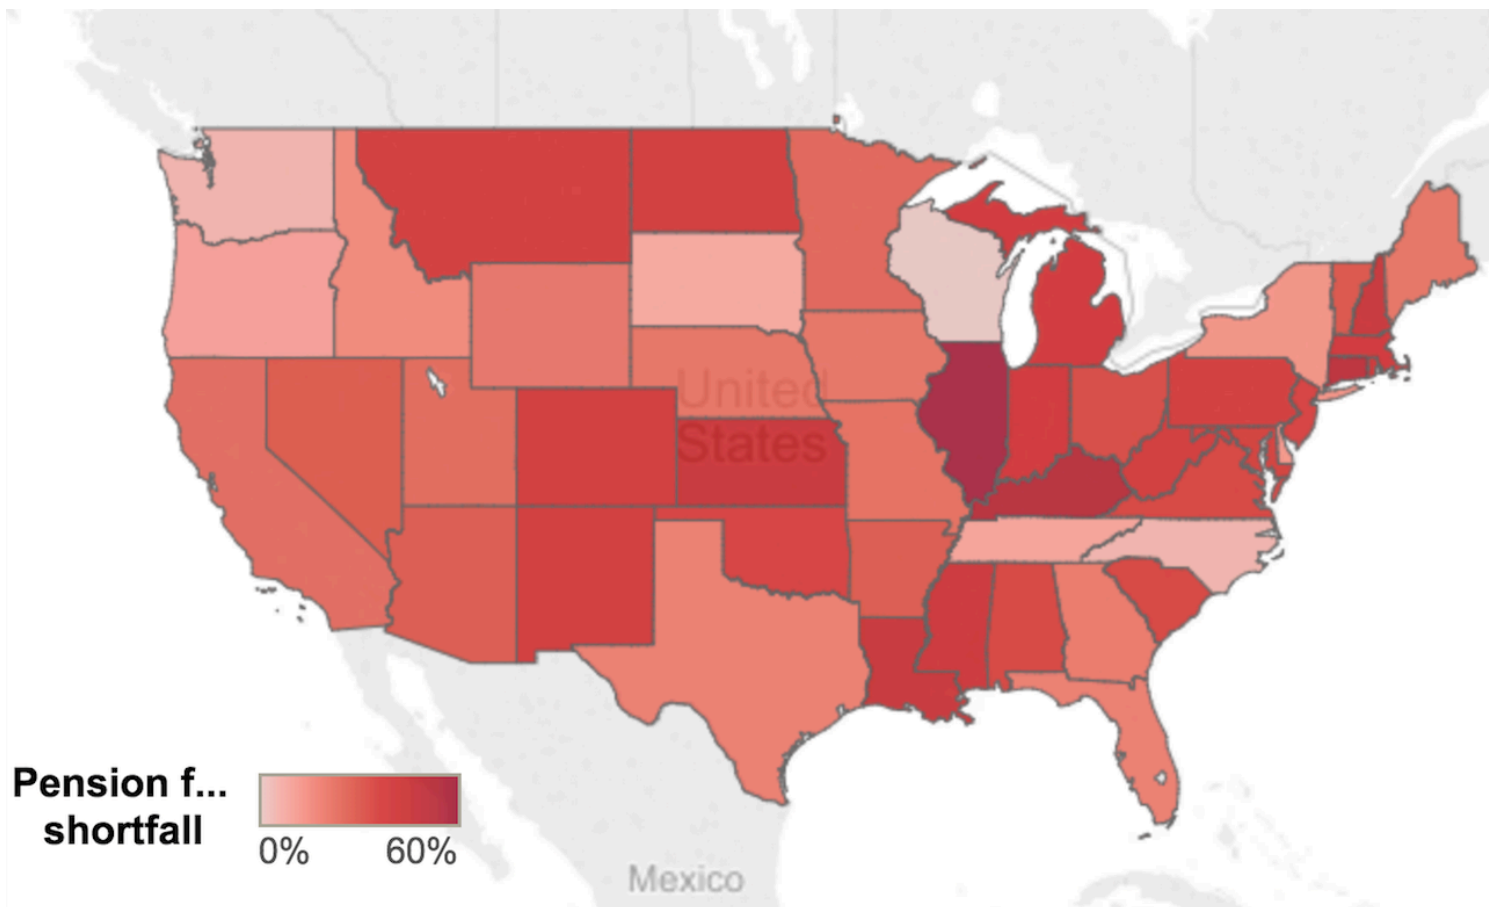 United
States
Pension f...
shortfall
0% 60%
Mexico